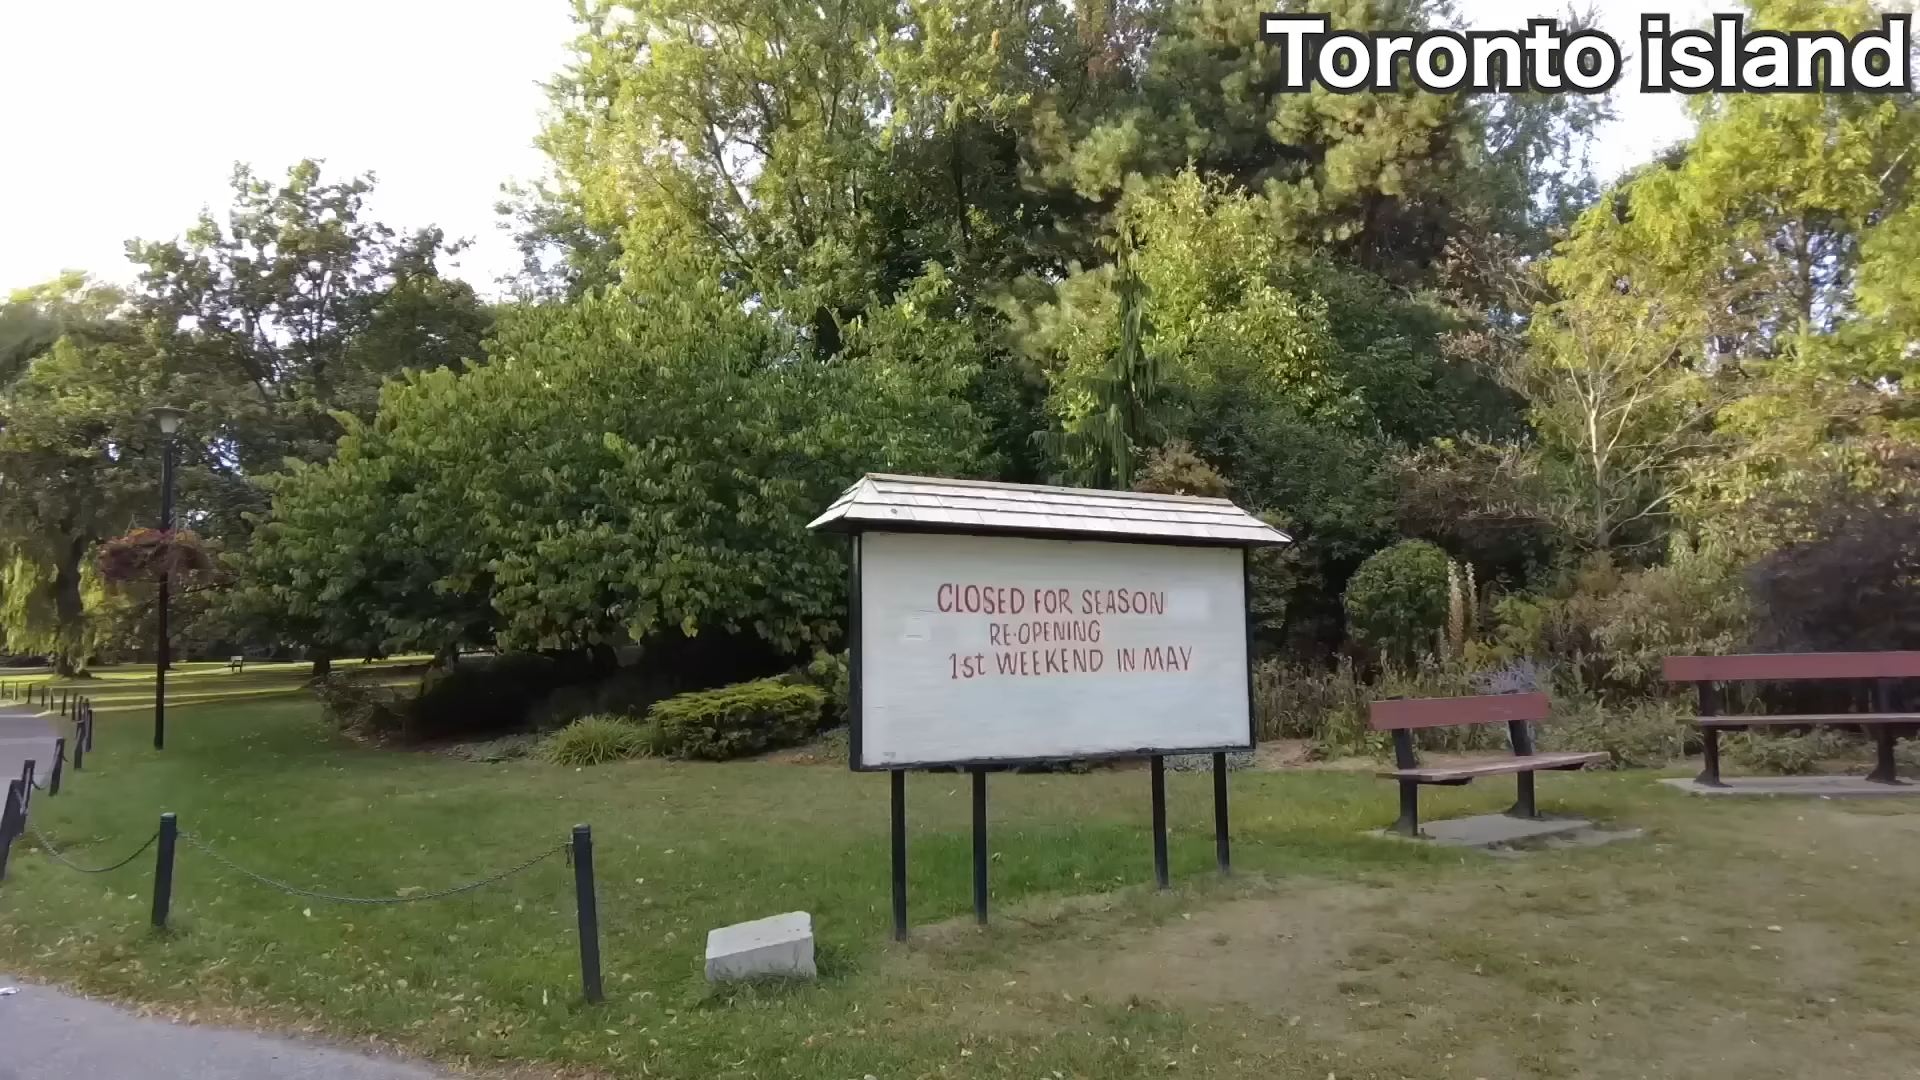 Toronto island
CLOSED FOR SEASON
RE-OPENING
1st WEEKEND IN MAY